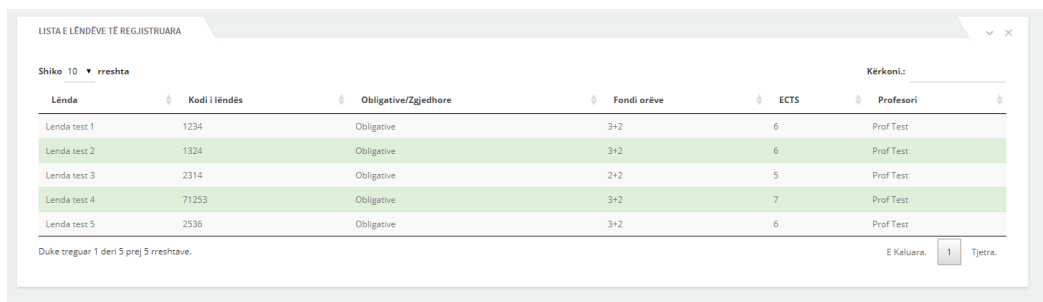 LISTA E LËNDËVE TË REGJISTRUARA
Shiko 10 rreshta Kërkoni.:
Lënda Kodi i lëndës Obligative/Zgjedhore Fondi orëve ECTS Profesori
Lenda test 1 1234 Obligative 3+2 6 Prof Test
Lenda test 2 1324 Obligative 3+2 6 Prof Test
Lenda test 3 2314 Obligative 2+2 5 Prof Test
Lenda test 4 71253 Obligative 3+2 7 Prof Test
Lenda test 5 2536 Obligative 3+2 6 Prof Test
Duke treguar 1 deri 5 prej 5 rreshtave. E Kaluara. 1 Tjetra.